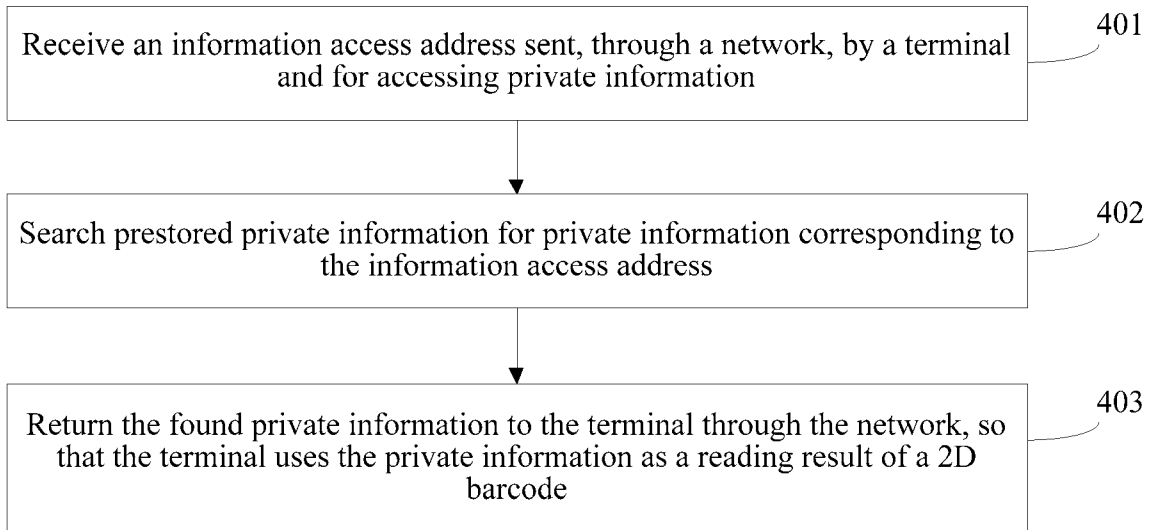 401
Receive an information access address sent, through a network, by a terminal
and for accessing private information
402
Search prestored private information for private information corresponding to
the information access address
403
Return the found private information to the terminal through the network, so
that the terminal uses the private information as a reading result of a 2D
barcode